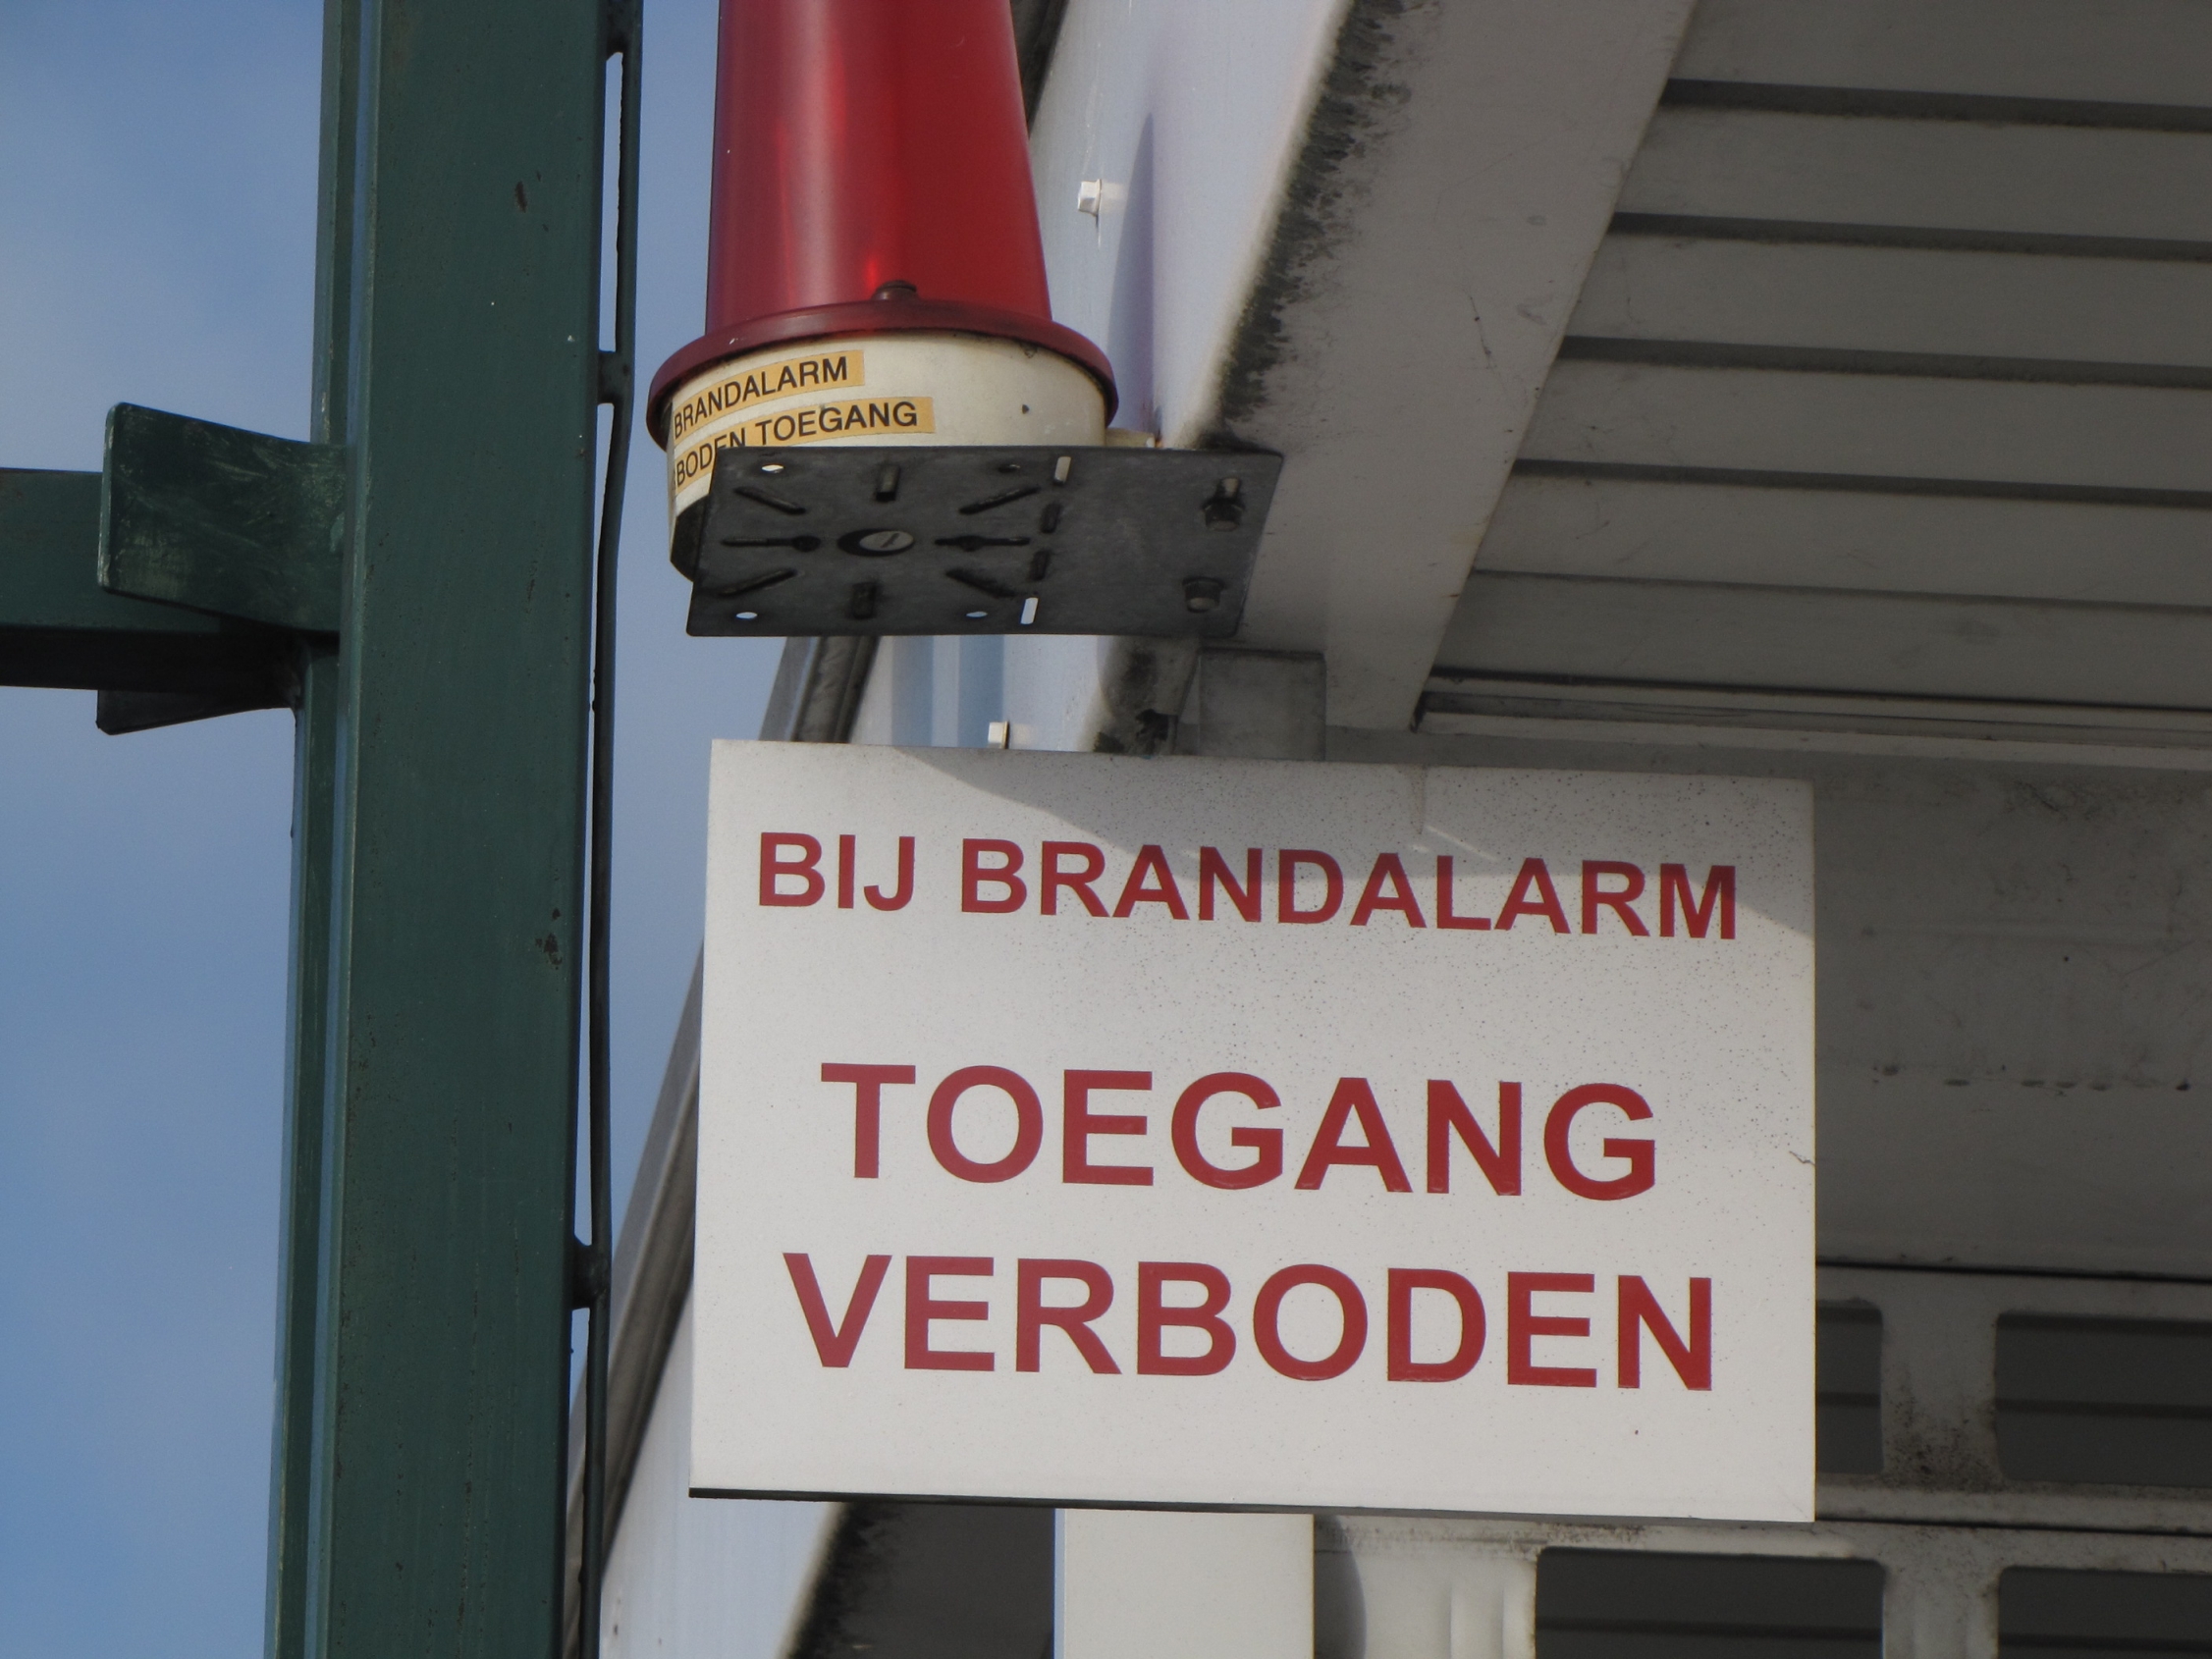 BRANDALARM
BODEN TOEGANG
BIJ BRANDALARM
TOEGANG
VERBODEN